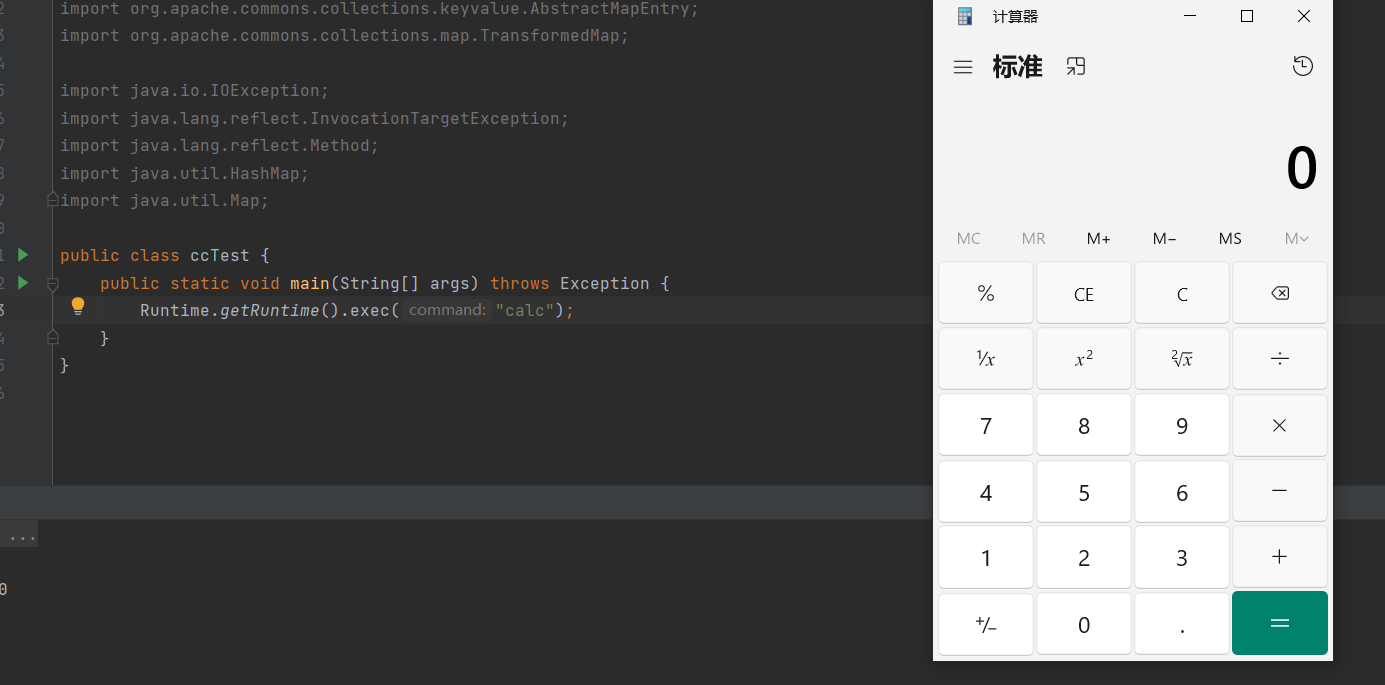 2 import org.apache.commons.collections.keyvalue.AbstractMapEntry;
3 import org.apache.commons.collections.map.TransformedMap;
4
5 import java.io.IOException;
6 import java.lang.reflect.InvocationTargetException;
7 import java.lang.reflect.Method;
8 import java.util.HashMap;
9 import java.util.Map;
0
1 public class ccTest {
2 public static void main(String[] args) throws Exception {
3 Runtime.getRuntime().exec( command: "calc");
4 }
5 }
6
...
0
计算器
标准
0
MC MR M+ M− MS M
% CE C
¹⁄x x² ²√x ÷
7 8 9 ×
4 5 6 −
1 2 3 +
+/− 0 . =